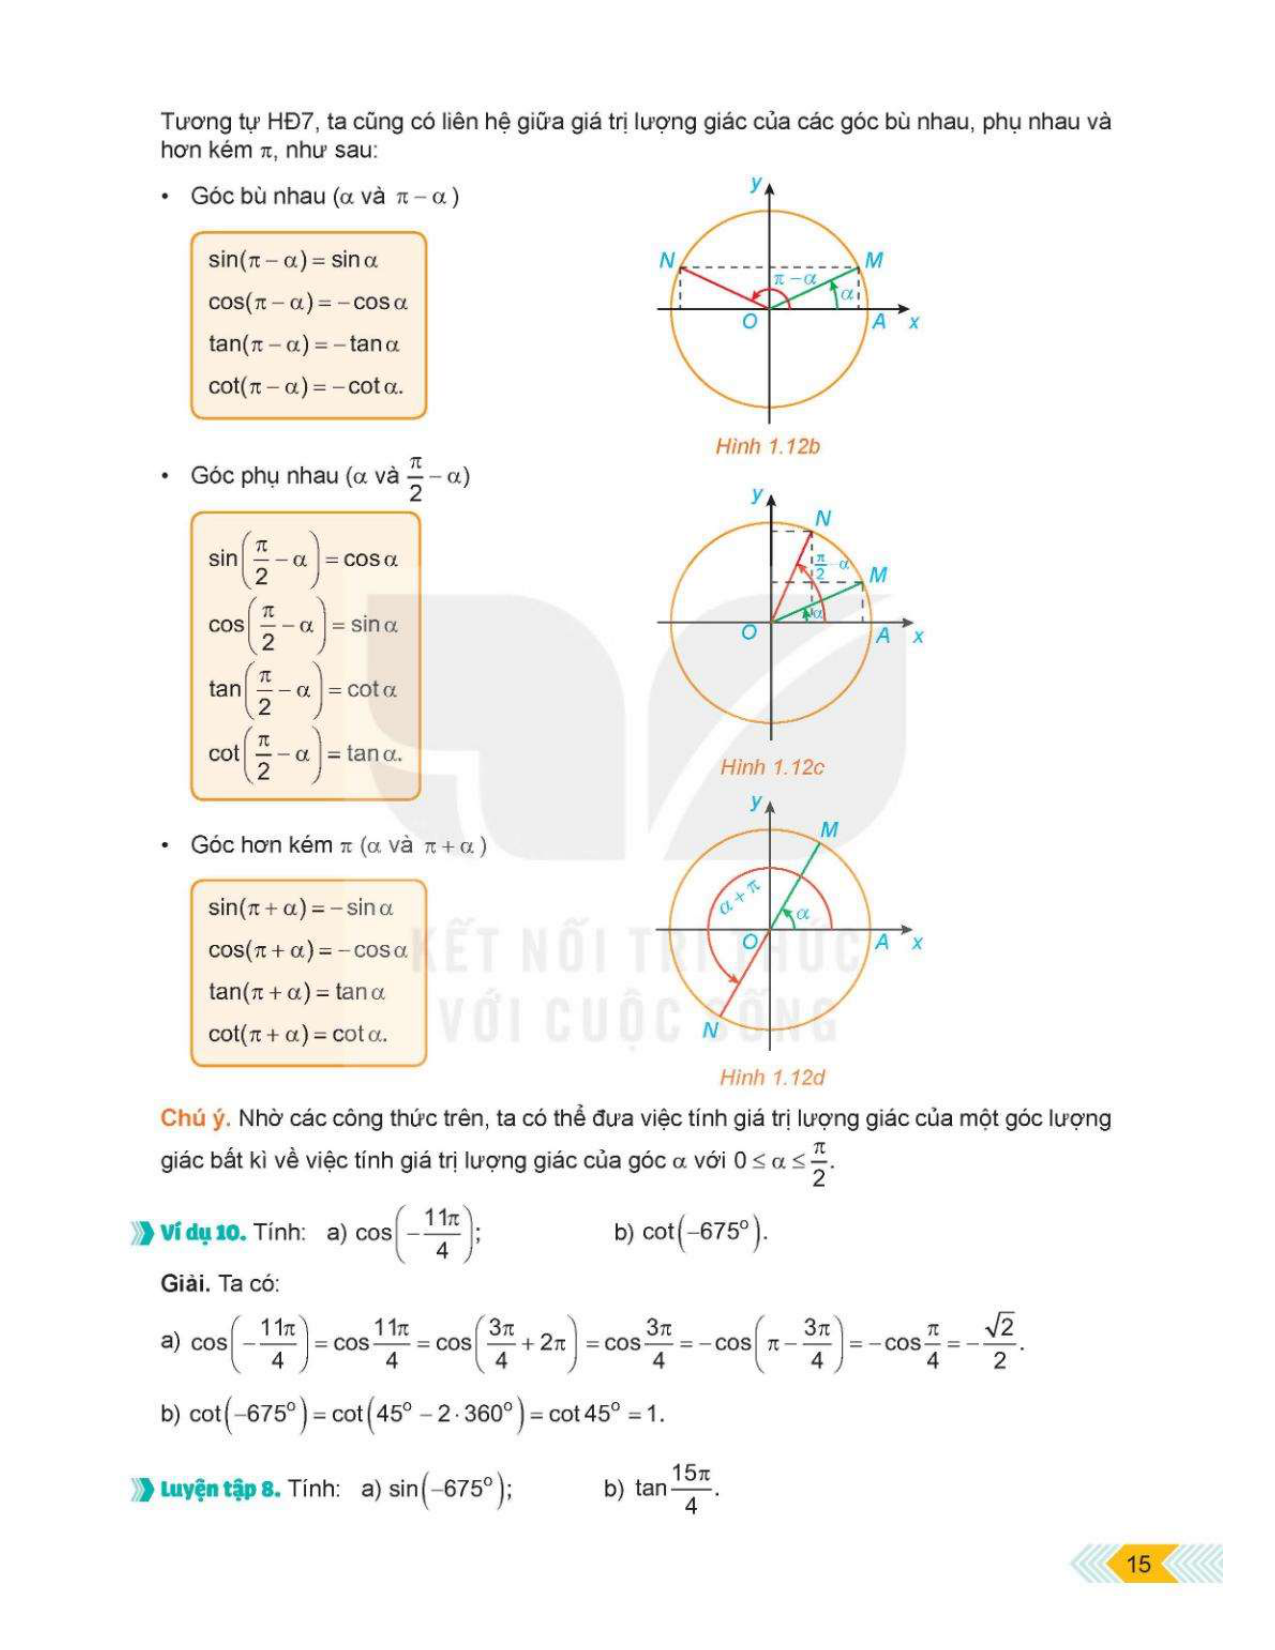 Tương tự HĐ7, ta cũng có liên hệ giữa giá trị lượng giác của các góc bù nhau, phụ nhau và
hơn kém π, như sau:
• Góc bù nhau (α và π − α)
sin(π − α) = sin α
cos(π − α) = − cos α
tan(π − α) = − tan α
cot(π − α) = − cot α.
y
N
M
π − α
α
O
A
x
Hình 1.12b
• Góc phụ nhau (α và π/2 − α)
sin(π/2 − α) = cos α
cos(π/2 − α) = sin α
tan(π/2 − α) = cot α
cot(π/2 − α) = tan α.
y
N
π/2 − α
M
α
O
A
x
Hình 1.12c
• Góc hơn kém π (α và π + α)
sin(π + α) = − sin α
cos(π + α) = − cos α
tan(π + α) = tan α
cot(π + α) = cot α.
y
M
α + π
α
O
A
x
N
Hình 1.12d
KẾT NỐI TRI THỨC
VỚI CUỘC SỐNG
Chú ý. Nhờ các công thức trên, ta có thể đưa việc tính giá trị lượng giác của một góc lượng
giác bất kì về việc tính giá trị lượng giác của góc α với 0 ≤ α ≤ π/2.
Ví dụ 10. Tính: a) cos(−11π/4); b) cot(−675°).
Giải. Ta có:
a) cos(−11π/4) = cos 11π/4 = cos(3π/4 + 2π) = cos 3π/4 = −cos(π − 3π/4) = −cos π/4 = −√2/2.
b) cot(−675°) = cot(45° − 2·360°) = cot 45° = 1.
Luyện tập 8. Tính: a) sin(−675°); b) tan 15π/4.
15